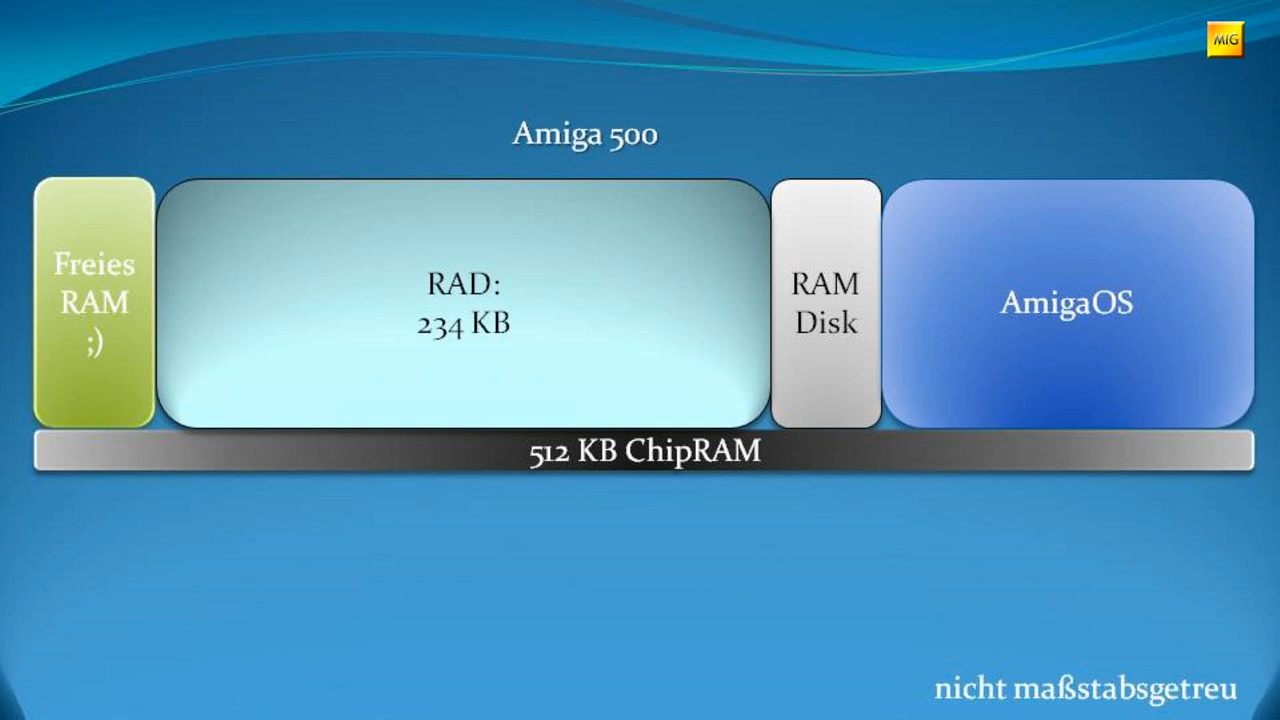 MIG
Amiga 500
Freies
RAM
;)
RAD:
234 KB
RAM
Disk
AmigaOS
512 KB ChipRAM
nicht maßstabsgetreu